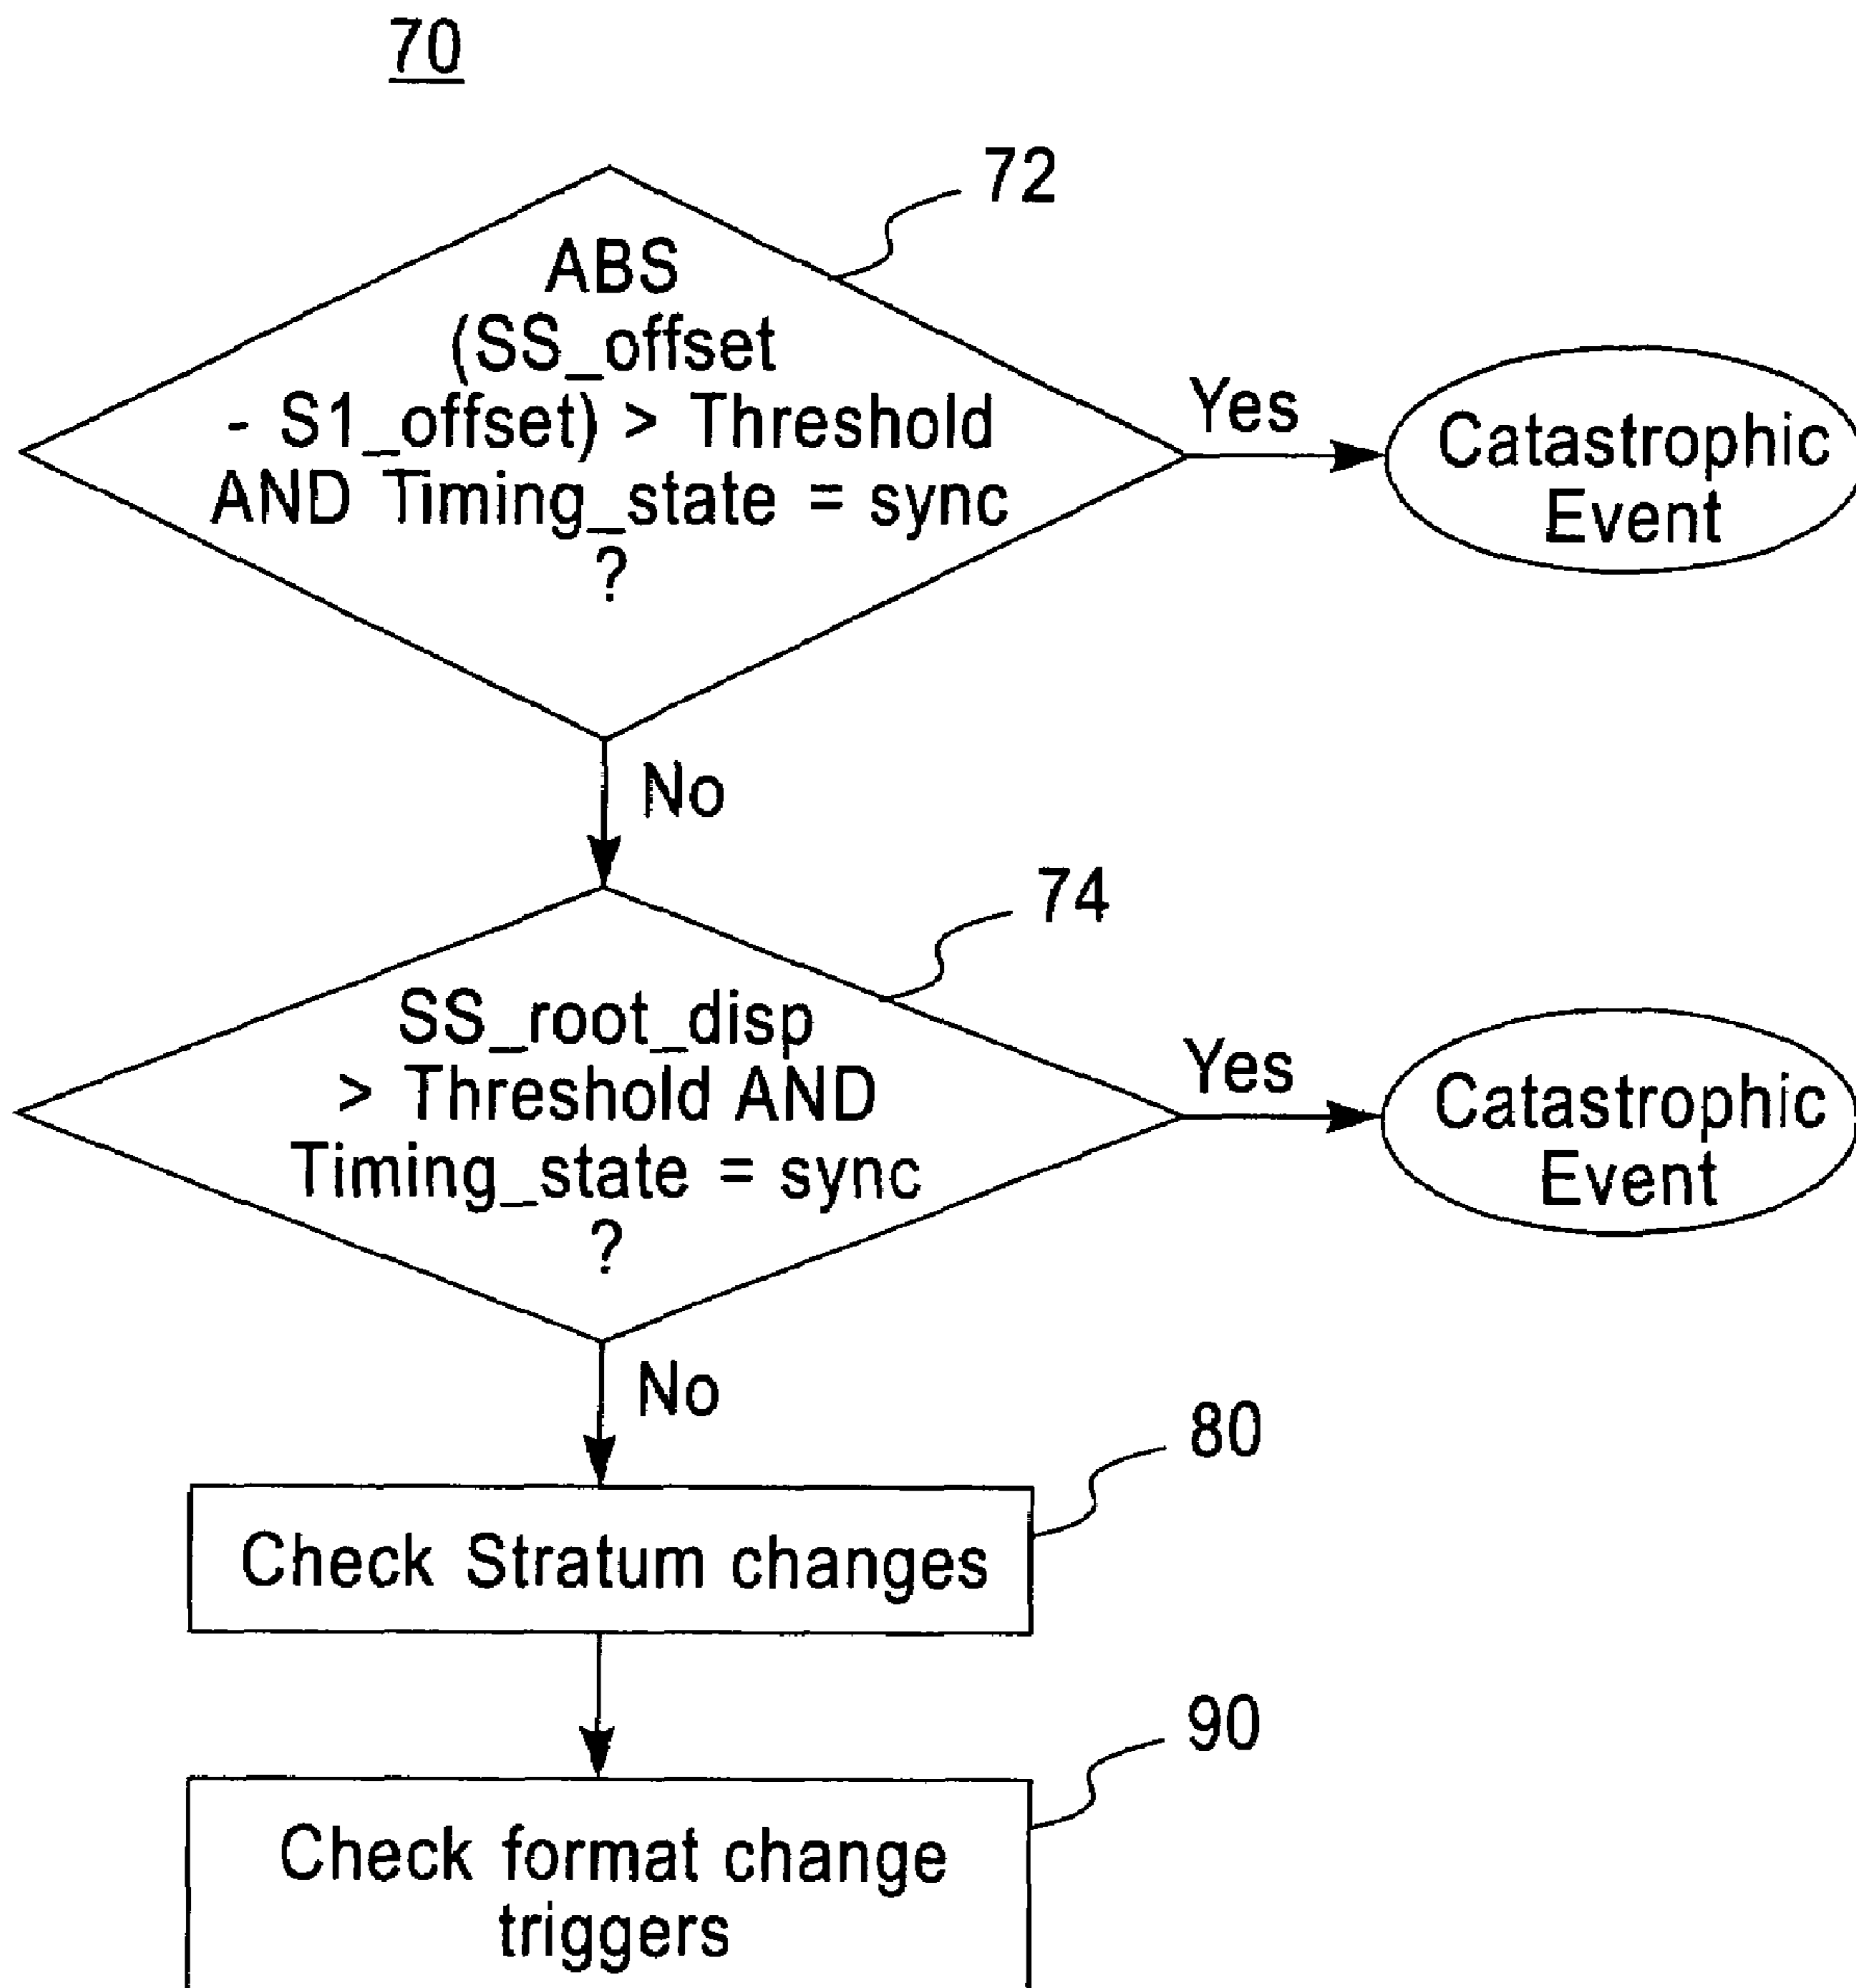 70
72
ABS
(SS_offset
- S1_offset) > Threshold
AND Timing_state = sync
?
Yes
Catastrophic
Event
No
74
SS_root_disp
> Threshold AND
Timing_state = sync
?
Yes
Catastrophic
Event
No
80
Check Stratum changes
90
Check format change
triggers